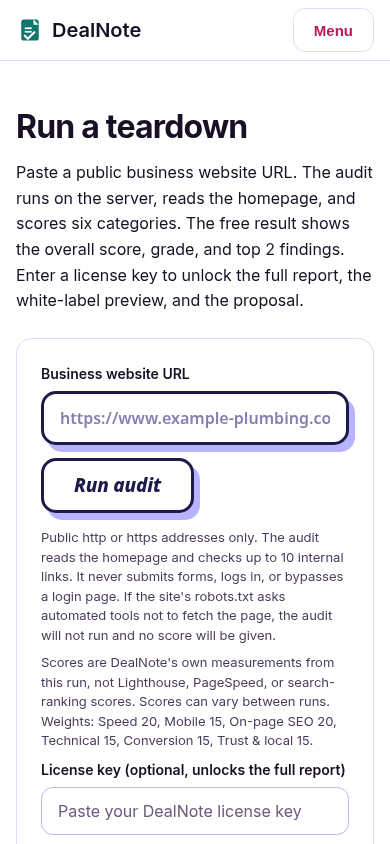 DealNote
Menu
Run a teardown
Paste a public business website URL. The audit
runs on the server, reads the homepage, and
scores six categories. The free result shows
the overall score, grade, and top 2 findings.
Enter a license key to unlock the full report, the
white-label preview, and the proposal.
Business website URL
https://www.example-plumbing.co
Run audit
Public http or https addresses only. The audit
reads the homepage and checks up to 10 internal
links. It never submits forms, logs in, or bypasses
a login page. If the site's robots.txt asks
automated tools not to fetch the page, the audit
will not run and no score will be given.
Scores are DealNote's own measurements from
this run, not Lighthouse, PageSpeed, or search-
ranking scores. Scores can vary between runs.
Weights: Speed 20, Mobile 15, On-page SEO 20,
Technical 15, Conversion 15, Trust & local 15.
License key (optional, unlocks the full report)
Paste your DealNote license key